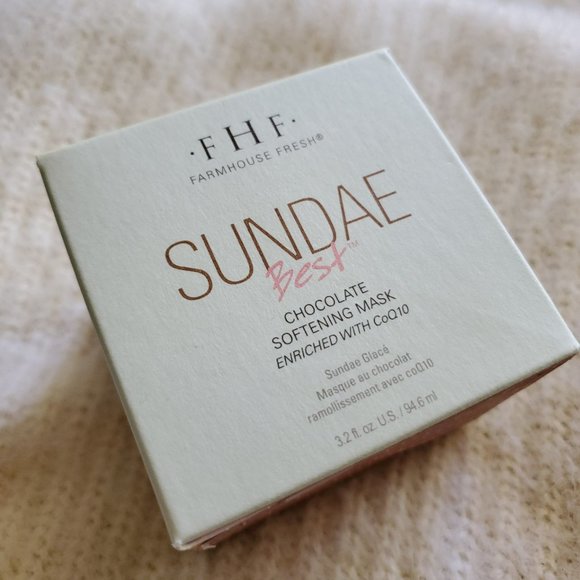 ·FHF·
FARMHOUSE FRESH®
SUNDAE
Best™
CHOCOLATE
SOFTENING MASK
ENRICHED WITH CoQ10
Sundae Glacé
Masque au chocolat
ramollissement avec coQ10
3.2 fl. oz. U.S. / 94.6 ml